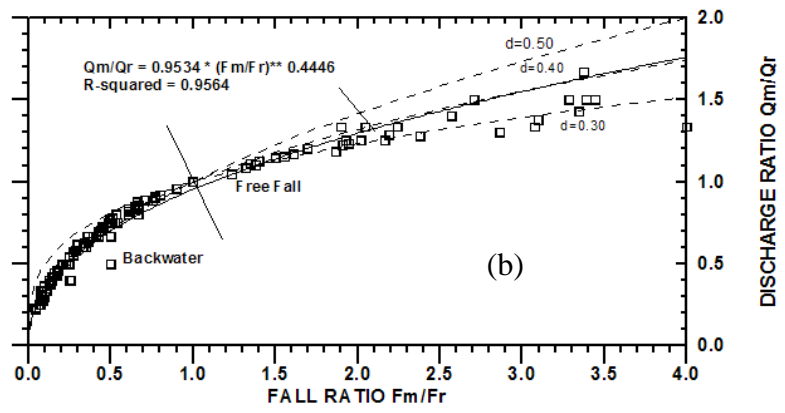 2.0
d=0.50
Qm/Qr = 0.9534 * (Fm/Fr)** 0.4446
d=0.40
R-squared = 0.9564
1.5
d=0.30
1.0
Free Fall
Backwater
(b)
0.5
0.0
DISCHARGE RATIO Qm/Qr
0.0 0.5 1.0 1.5 2.0 2.5 3.0 3.5 4.0
FALL RATIO Fm/Fr